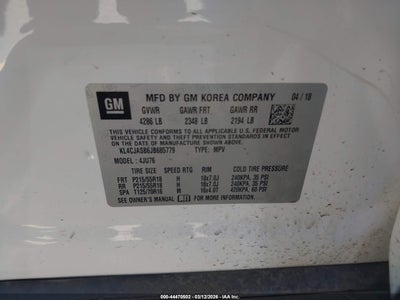 GM
MFD BY GM KOREA COMPANY 04 / 18
GVWR GAWR FRT GAWR RR
4286 LB 2348 LB 2194 LB
THIS VEHICLE CONFORMS TO ALL APPLICABLE U.S. FEDERAL MOTOR
VEHICLE SAFETY AND THEFT PREVENTION STANDARDS IN EFFECT
ON THE DATE OF MANUFACTURE SHOWN ABOVE.
KL4CJASB6JB685779 TYPE: MPV
MODEL: 4JU76
TIRE SIZE SPEED RTG RIM COLD TIRE PRESSURE
FRT P215/55R18 H 18x7.0J 240KPA, 35 PSI
RR P215/55R18 H 18x7.0J 240KPA, 35 PSI
SPA T125/70R16 M 16x4.0T 420KPA, 60 PSI
SEE OWNER'S MANUAL FOR MORE INFORMATION.
000-44470502 - 03/12/2026 -